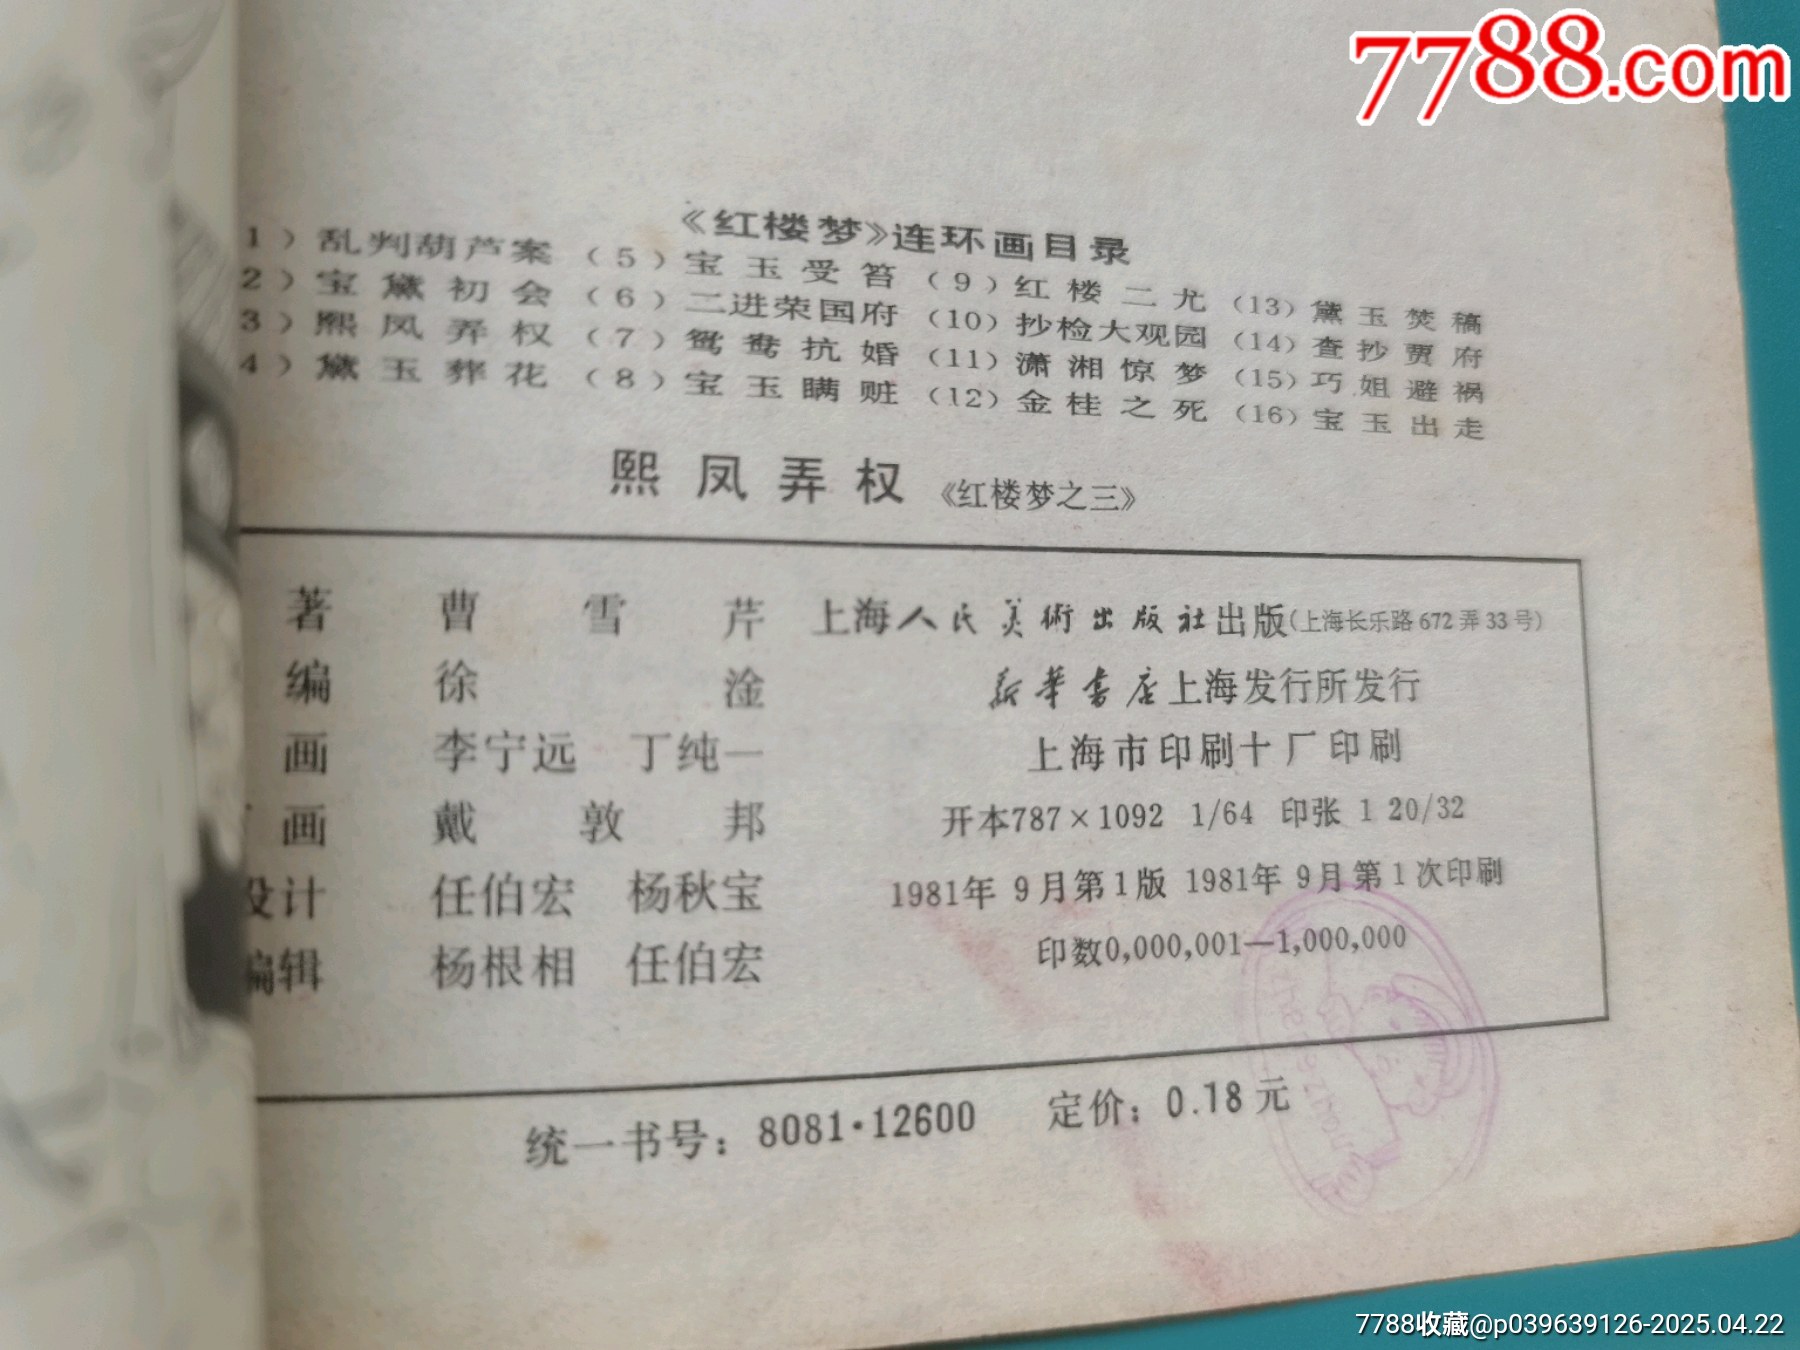 7788.com
《红楼梦》连环画目录
1）乱判葫芦案（5）宝玉受笞（9）红楼二尤（13）黛玉焚稿
2）宝黛初会（6）二进荣国府（10）抄检大观园（14）查抄贾府
3）熙凤弄权（7）鸳鸯抗婚（11）潇湘惊梦（15）巧姐避祸
4）黛玉葬花（8）宝玉瞒赃（12）金桂之死（16）宝玉出走
熙凤弄权《红楼梦之三》
著 曹雪芹
编 徐淦
画 李宁远 丁纯一
画 戴敦邦
设计 任伯宏 杨秋宝
编辑 杨根相 任伯宏
上海人民美術出版社出版(上海长乐路672弄33号)
新華書店上海发行所发行
上海市印刷十厂印刷
开本787×1092 1/64 印张 1 20/32
1981年9月第1版 1981年9月第1次印刷
印数0,000,001—1,000,000
统一书号：8081·12600 定价：0.18元
7788收藏@p039639126-2025.04.22